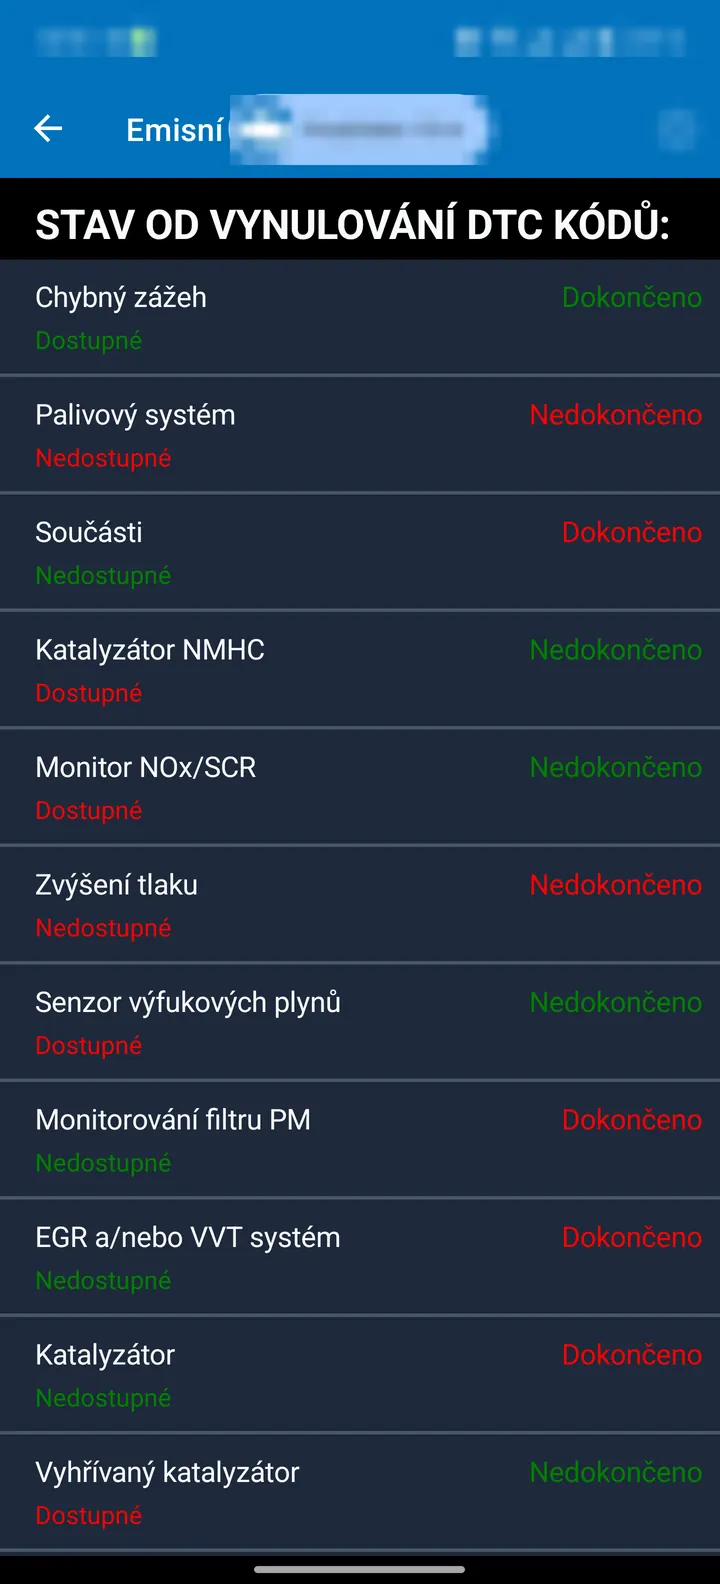 Emisní
STAV OD VYNULOVÁNÍ DTC KÓDŮ:
Chybný zážeh
Dokončeno
Dostupné
Palivový systém
Nedokončeno
Nedostupné
Součásti
Dokončeno
Nedostupné
Katalyzátor NMHC
Nedokončeno
Dostupné
Monitor NOx/SCR
Nedokončeno
Dostupné
Zvýšení tlaku
Nedokončeno
Nedostupné
Senzor výfukových plynů
Nedokončeno
Dostupné
Monitorování filtru PM
Dokončeno
Nedostupné
EGR a/nebo VVT systém
Dokončeno
Nedostupné
Katalyzátor
Dokončeno
Nedostupné
Vyhřívaný katalyzátor
Nedokončeno
Dostupné